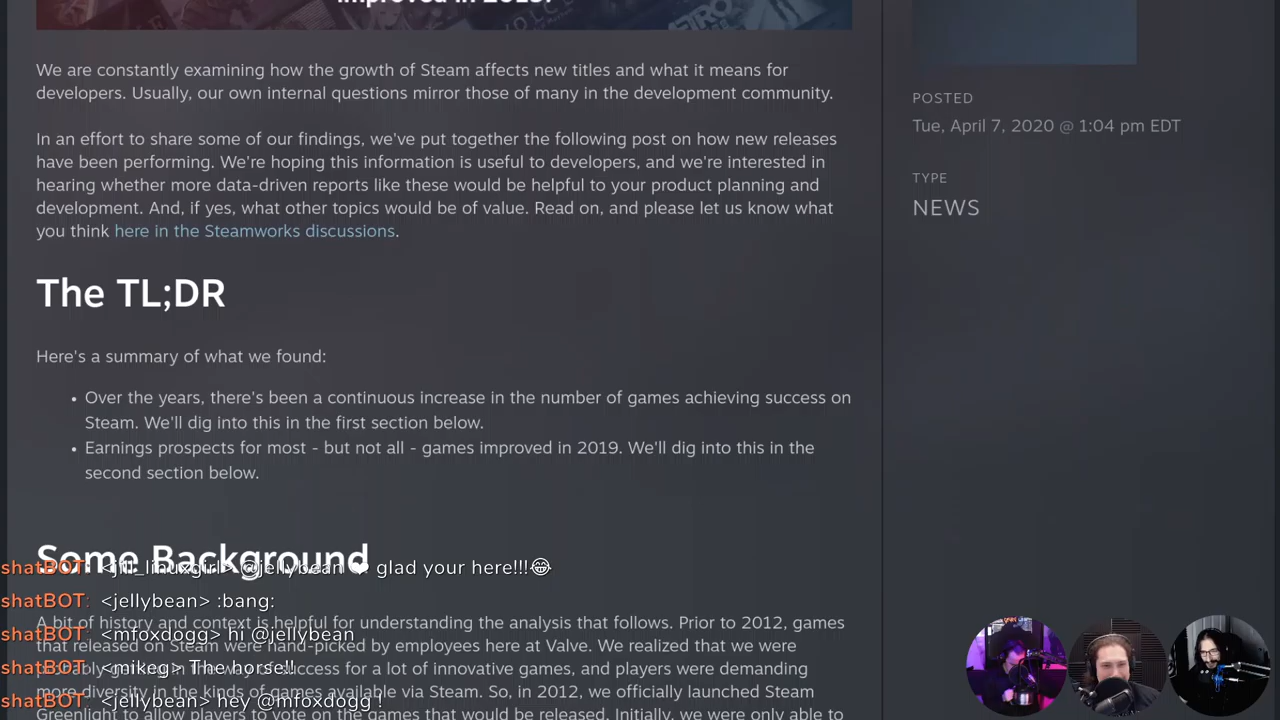 Improved in 2019?
We are constantly examining how the growth of Steam affects new titles and what it means for
developers. Usually, our own internal questions mirror those of many in the development community.
In an effort to share some of our findings, we've put together the following post on how new releases
have been performing. We're hoping this information is useful to developers, and we're interested in
hearing whether more data-driven reports like these would be helpful to your product planning and
development. And, if yes, what other topics would be of value. Read on, and please let us know what
you think here in the Steamworks discussions.
The TL;DR
Here's a summary of what we found:
• Over the years, there's been a continuous increase in the number of games achieving success on
Steam. We'll dig into this in the first section below.
• Earnings prospects for most - but not all - games improved in 2019. We'll dig into this in the
second section below.
Some Background
A bit of history and context is helpful for understanding the analysis that follows. Prior to 2012, games
that released on Steam were hand-picked by employees here at Valve. We realized that we were
success for a lot of innovative games, and players were demanding
more diversity in the kinds of games available via Steam. So, in 2012, we officially launched Steam
Greenlight to allow players to vote on the games that would be released. Initially, we were only able to
shatBOT: <jill_linuxgirl> @jellybean ❤ glad your here!!!😂
shatBOT: <jellybean> :bang:
shatBOT: <mfoxdogg> hi @jellybean
shatBOT: <mikeg> The horse!!
shatBOT: <jellybean> hey @mfoxdogg !
POSTED
Tue, April 7, 2020 @ 1:04 pm EDT
TYPE
NEWS